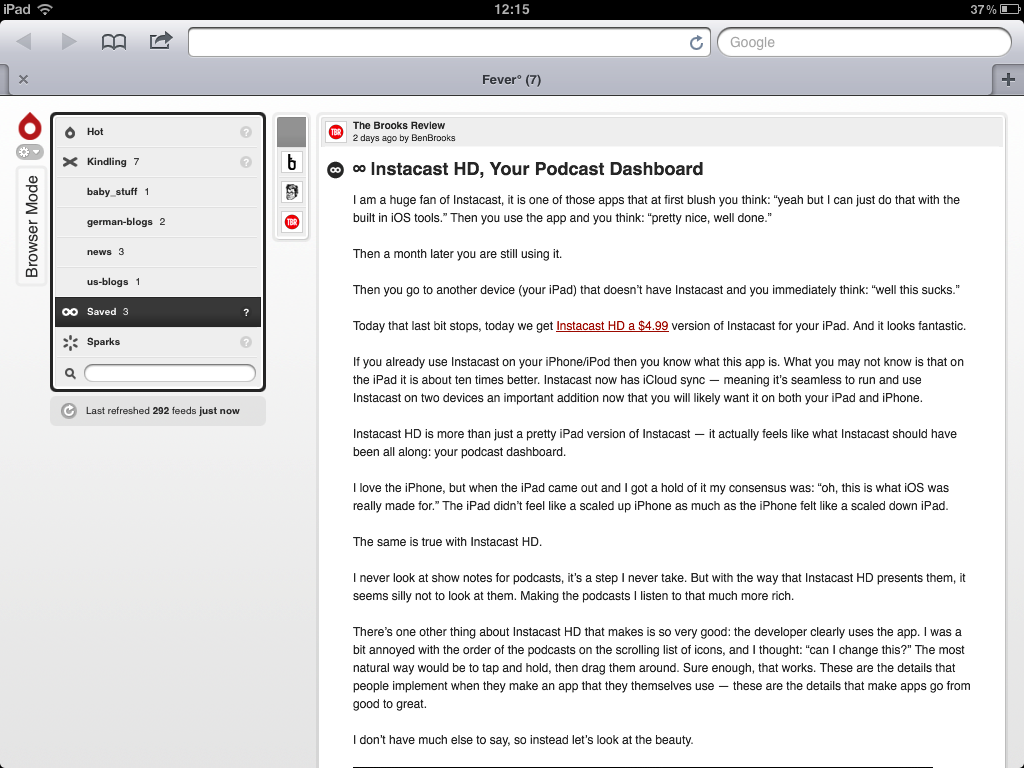 iPad 12:15 37%
Google
Fever° (7)
Browser Mode
Hot ?
Kindling 7 ?
baby_stuff 1
german-blogs 2
news 3
us-blogs 1
Saved 3 ?
Sparks ?
Last refreshed 292 feeds just now
b
TBR
TBR
The Brooks Review
2 days ago by BenBrooks
∞ Instacast HD, Your Podcast Dashboard
I am a huge fan of Instacast, it is one of those apps that at first blush you think: “yeah but I can just do that with the
built in iOS tools.” Then you use the app and you think: “pretty nice, well done.”
Then a month later you are still using it.
Then you go to another device (your iPad) that doesn’t have Instacast and you immediately think: “well this sucks.”
Today that last bit stops, today we get Instacast HD a $4.99 version of Instacast for your iPad. And it looks fantastic.
If you already use Instacast on your iPhone/iPod then you know what this app is. What you may not know is that on
the iPad it is about ten times better. Instacast now has iCloud sync — meaning it’s seamless to run and use
Instacast on two devices an important addition now that you will likely want it on both your iPad and iPhone.
Instacast HD is more than just a pretty iPad version of Instacast — it actually feels like what Instacast should have
been all along: your podcast dashboard.
I love the iPhone, but when the iPad came out and I got a hold of it my consensus was: “oh, this is what iOS was
really made for.” The iPad didn’t feel like a scaled up iPhone as much as the iPhone felt like a scaled down iPad.
The same is true with Instacast HD.
I never look at show notes for podcasts, it’s a step I never take. But with the way that Instacast HD presents them, it
seems silly not to look at them. Making the podcasts I listen to that much more rich.
There’s one other thing about Instacast HD that makes is so very good: the developer clearly uses the app. I was a
bit annoyed with the order of the podcasts on the scrolling list of icons, and I thought: “can I change this?” The most
natural way would be to tap and hold, then drag them around. Sure enough, that works. These are the details that
people implement when they make an app that they themselves use — these are the details that make apps go from
good to great.
I don’t have much else to say, so instead let’s look at the beauty.